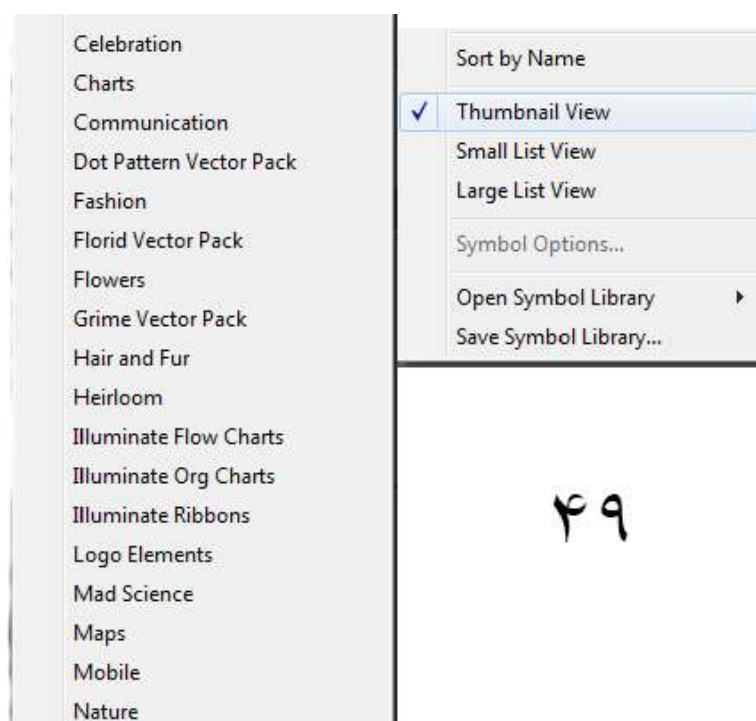 Celebration
Charts
Communication
Dot Pattern Vector Pack
Fashion
Florid Vector Pack
Flowers
Grime Vector Pack
Hair and Fur
Heirloom
Illuminate Flow Charts
Illuminate Org Charts
Illuminate Ribbons
Logo Elements
Mad Science
Maps
Mobile
Nature
Sort by Name
Thumbnail View
Small List View
Large List View
Symbol Options...
Open Symbol Library
Save Symbol Library...
۴۹